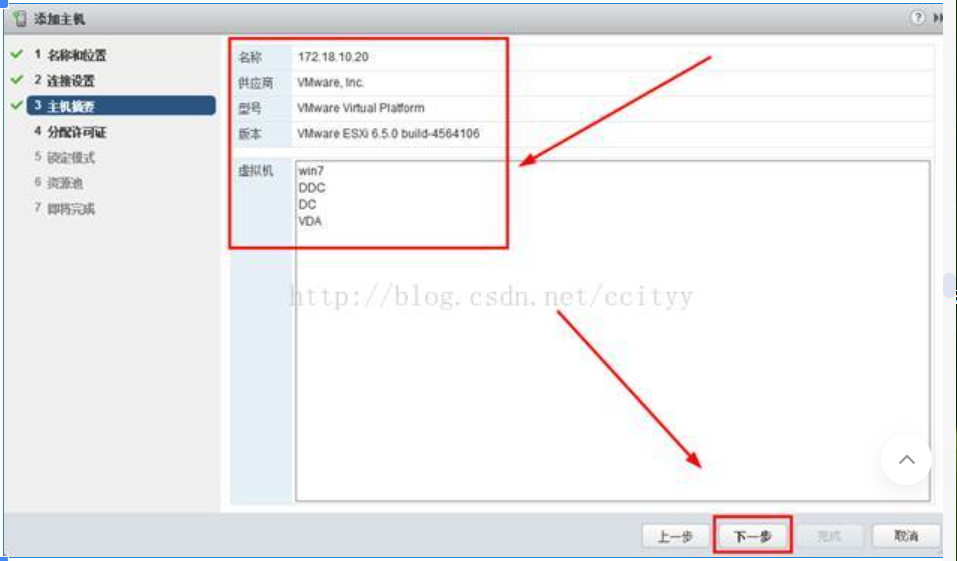 添加主机
1 名称和位置
2 连接设置
3 主机摘要
4 分配许可证
5 锁定模式
6 资源池
7 即将完成
名称 172.18.10.20
供应商 VMware, Inc.
型号 VMware Virtual Platform
版本 VMware ESXi 6.5.0 build-4564106
虚拟机 win7
DDC
DC
VDA
http://blog.csdn.net/ccityy
上一步 下一步 完成 取消